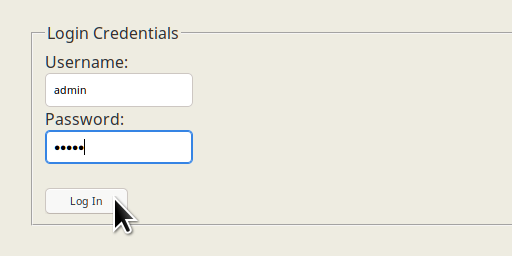 Login Credentials
Username:
admin
Password:
•••••
Log In